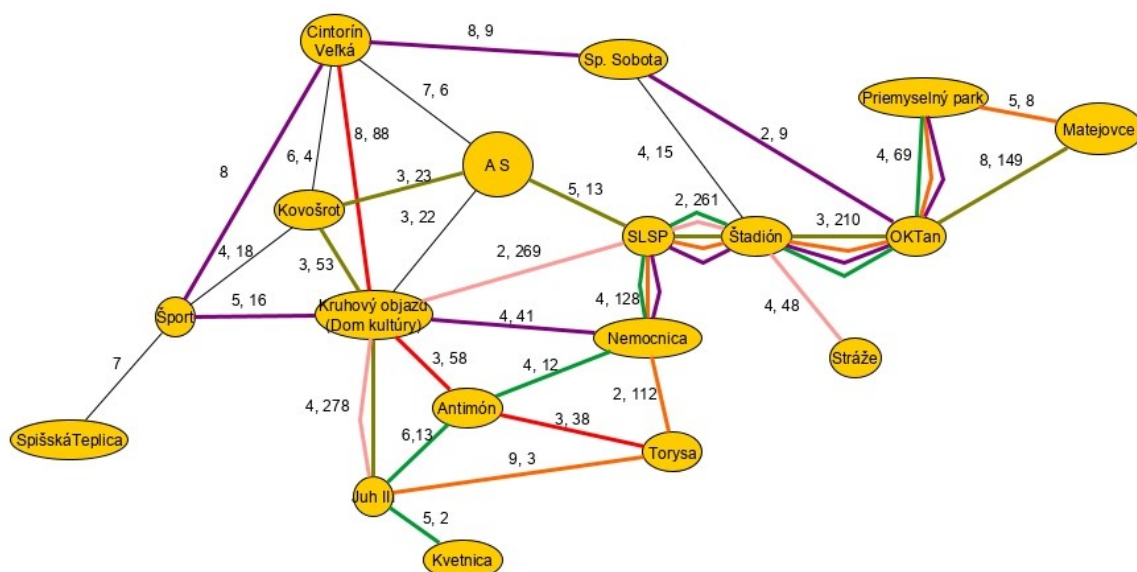 Cintorín
Veľká
8, 9
Sp. Sobota
7, 6
Priemyselný park
5, 8
Matejovce
8, 88
2, 9
4, 69
8, 149
6, 4
A S
4, 15
8
3, 23
5, 13
2, 261
Kovošrot
3, 22
SLSP
Štadión
3, 210
OKTan
4, 18
3, 53
2, 269
Šport
5, 16
Kruhový objazd
(Dom kultúry)
4, 41
4, 128
4, 48
Nemocnica
7
3, 58
4, 12
Stráže
4, 278
Antimón
2, 112
SpišskáTeplica
6,13
3, 38
Torysa
9, 3
Juh II.
5, 2
Kvetnica